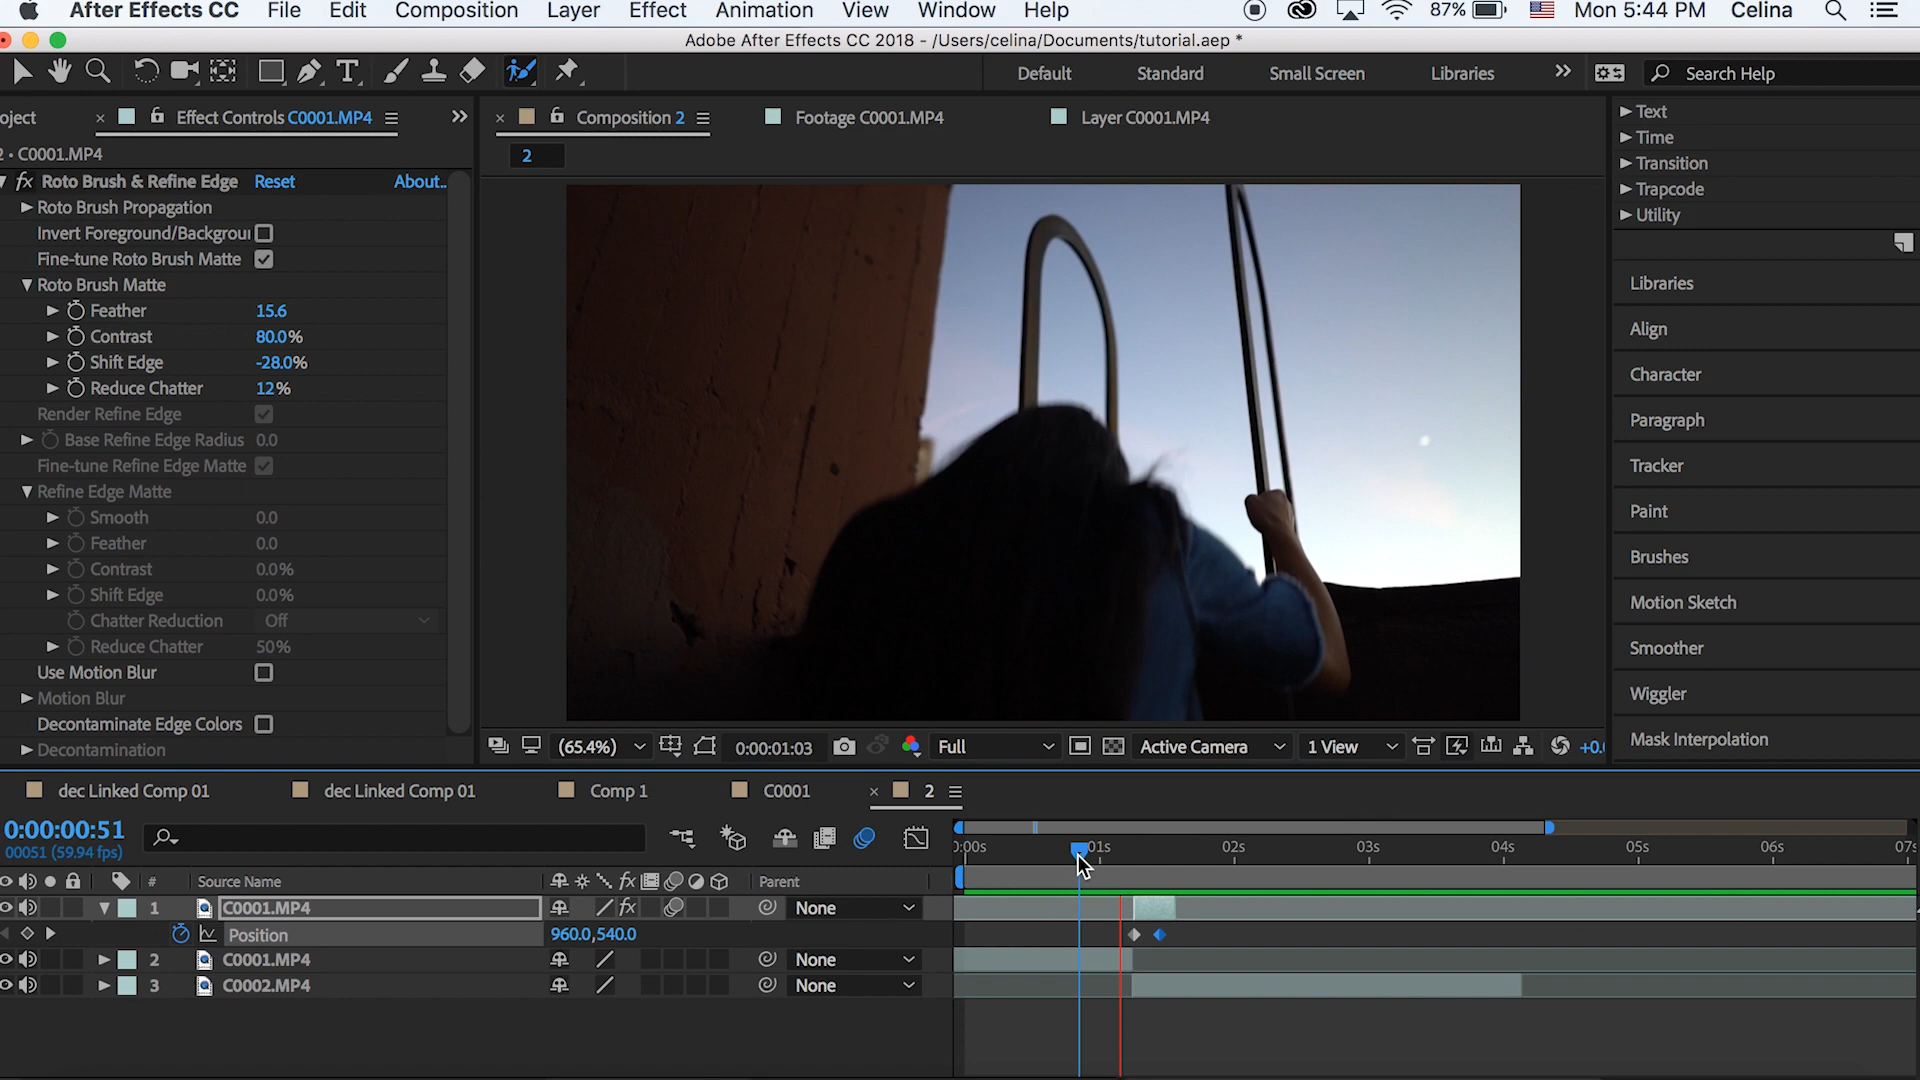 After Effects CC File Edit Composition Layer Effect Animation View Window Help 87% Mon 5:44 PM Celina
Adobe After Effects CC 2018 - /Users/celina/Documents/tutorial.aep *
Default Standard Small Screen Libraries Search Help
oject Effect Controls C0001.MP4 Composition 2 Footage C0001.MP4 Layer C0001.MP4
2 • C0001.MP4
2
fx Roto Brush & Refine Edge Reset About..
Roto Brush Propagation
Invert Foreground/Backgroui
Fine-tune Roto Brush Matte
Roto Brush Matte
Feather 15.6
Contrast 80.0%
Shift Edge -28.0%
Reduce Chatter 12%
Render Refine Edge
Base Refine Edge Radius 0.0
Fine-tune Refine Edge Matte
Refine Edge Matte
Smooth 0.0
Feather 0.0
Contrast 0.0%
Shift Edge 0.0%
Chatter Reduction Off
Reduce Chatter 50%
Use Motion Blur
Motion Blur
Decontaminate Edge Colors
Decontamination
Text
Time
Transition
Trapcode
Utility
Libraries
Align
Character
Paragraph
Tracker
Paint
Brushes
Motion Sketch
Smoother
Wiggler
Mask Interpolation
(65.4%) 0:00:01:03 Full Active Camera 1 View +0.
dec Linked Comp 01 dec Linked Comp 01 Comp 1 C0001 2
0:00:00:51
00051 (59.94 fps)
):00s 01s 02s 03s 04s 05s 06s 07s
# Source Name fx Parent
1 C0001.MP4 fx None
Position 960.0,540.0
2 C0001.MP4 None
3 C0002.MP4 None